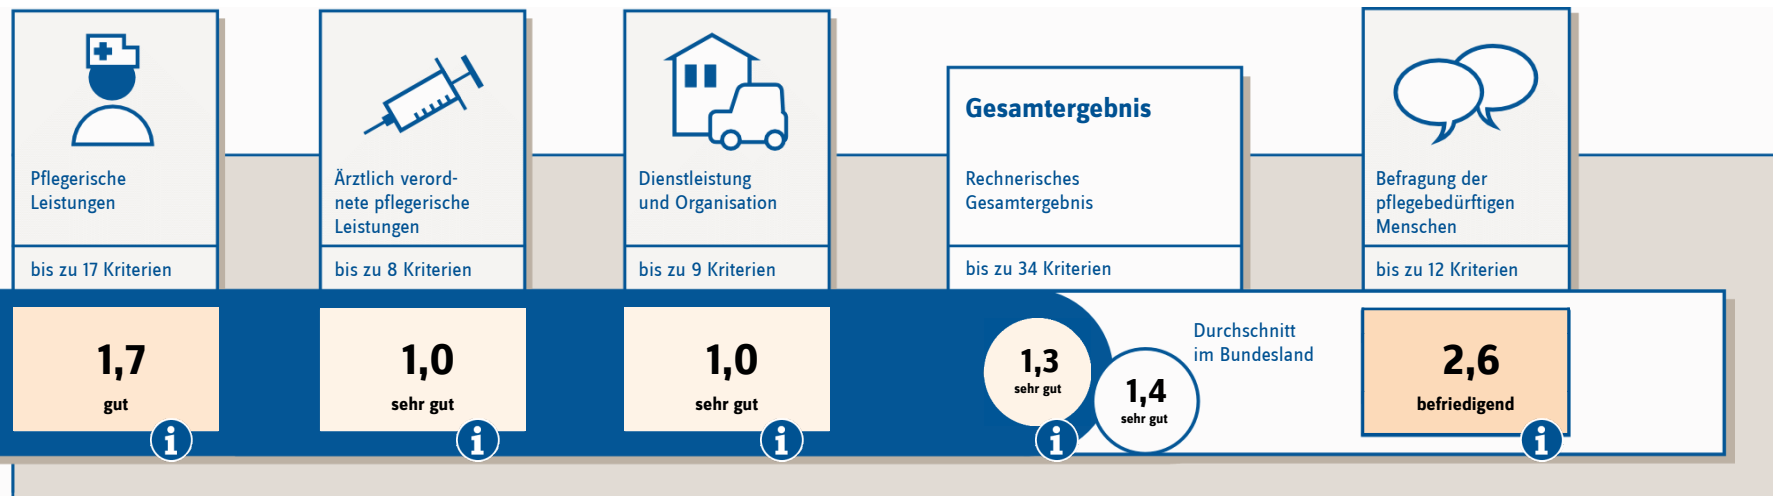 Pflegerische
Leistungen
bis zu 17 Kriterien
1,7
gut
i
Ärztlich verord-
nete pflegerische
Leistungen
bis zu 8 Kriterien
1,0
sehr gut
i
Dienstleistung
und Organisation
bis zu 9 Kriterien
1,0
sehr gut
i
Gesamtergebnis
Rechnerisches
Gesamtergebnis
bis zu 34 Kriterien
1,3
sehr gut
i
1,4
sehr gut
Durchschnitt
im Bundesland
Befragung der
pflegebedürftigen
Menschen
bis zu 12 Kriterien
2,6
befriedigend
i